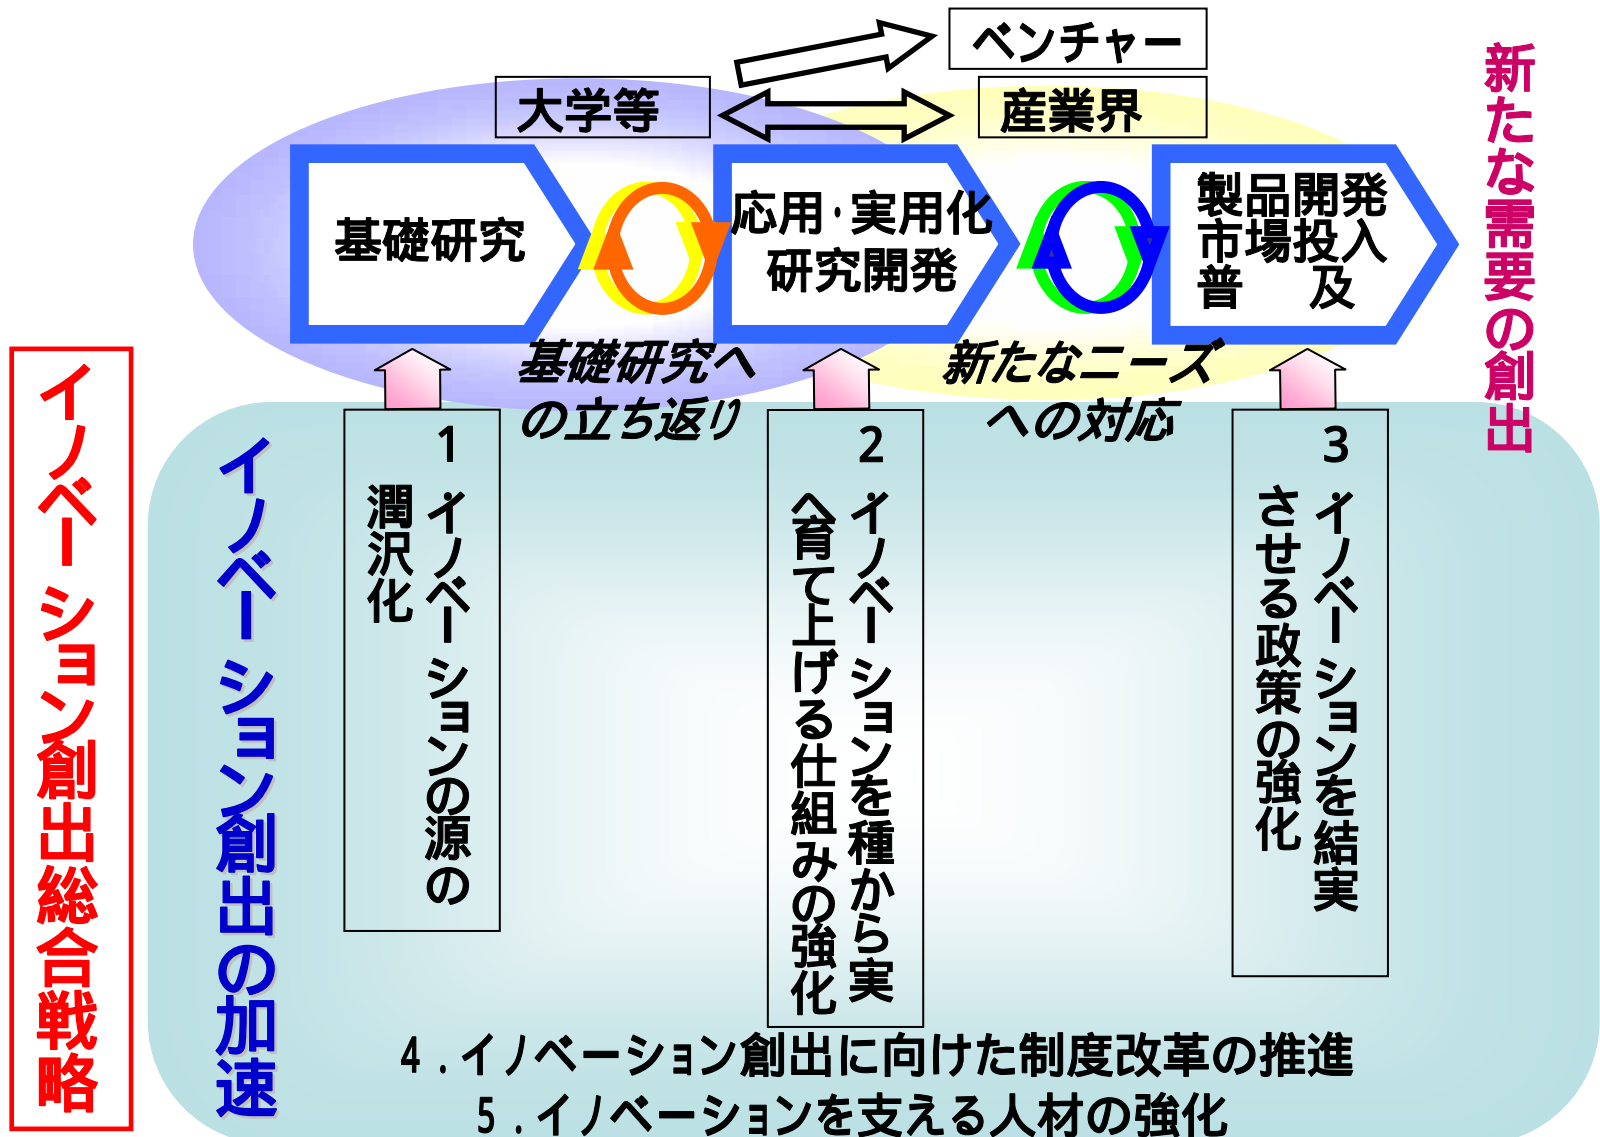 ベンチャー
大学等
産業界
基礎研究
応用・実用化
研究開発
製品開発
市場投入
普　及
新たな需要の創出
基礎研究へ
の立ち返り
新たなニーズ
への対応
イノベーション創出総合戦略
イノベーション創出の加速
1 イノベーションの源の
潤沢化
2 イノベーションを種から実
へ育て上げる仕組みの強化
3 イノベーションを結実
させる政策の強化
4．イノベーション創出に向けた制度改革の推進
5．イノベーションを支える人材の強化